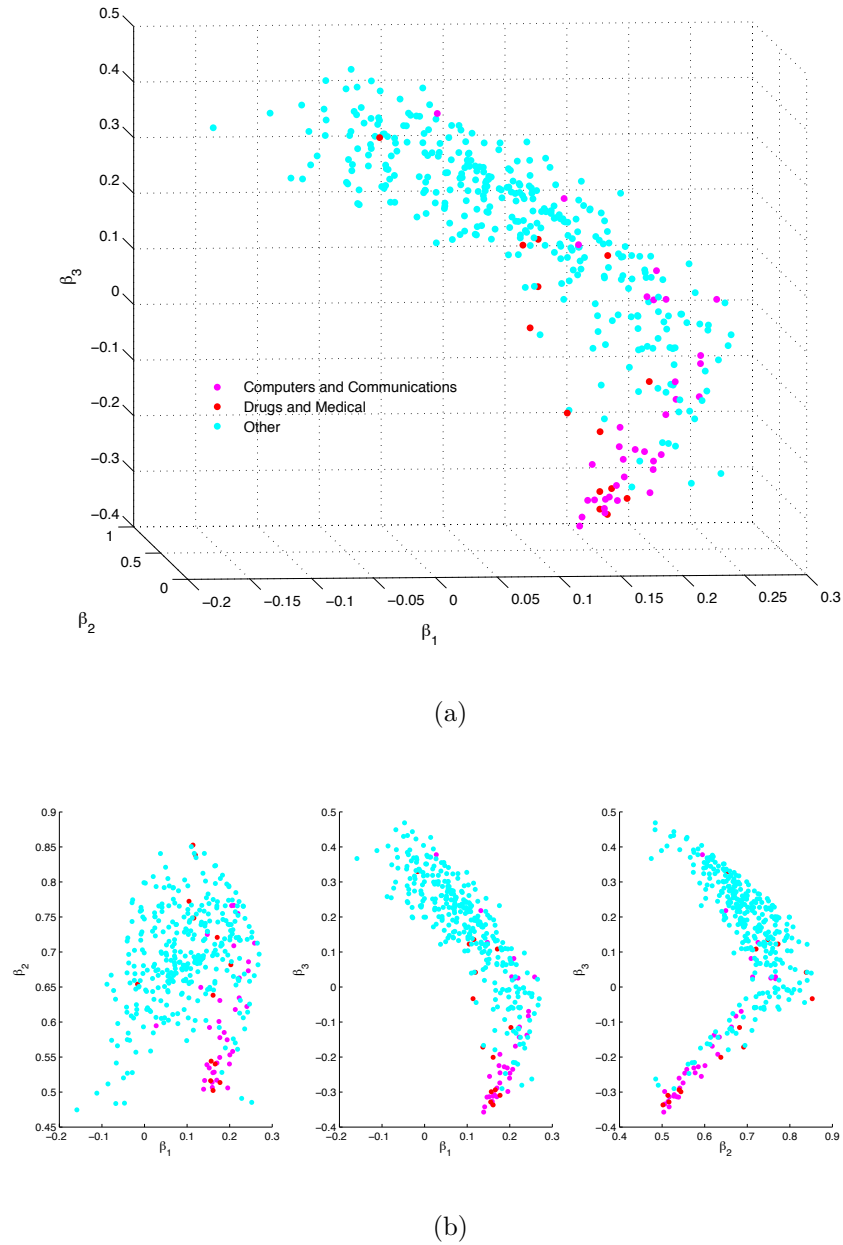 0.5
0.4
0.3
0.2
0.1
0
−0.1
−0.2
−0.3
−0.4
β3
Computers and Communications
Drugs and Medical
Other
1
0.5
0
β2
−0.2 −0.15 −0.1 −0.05 0 0.05 0.1 0.15 0.2 0.25 0.3
β1
(a)
0.9
0.85
0.8
0.75
0.7
0.65
0.6
0.55
0.5
0.45
β2
−0.2 −0.1 0 0.1 0.2 0.3
β1
0.5
0.4
0.3
0.2
0.1
0
−0.1
−0.2
−0.3
−0.4
β3
−0.2 −0.1 0 0.1 0.2 0.3
β1
0.5
0.4
0.3
0.2
0.1
0
−0.1
−0.2
−0.3
−0.4
β3
0.4 0.5 0.6 0.7 0.8 0.9
β2
(b)